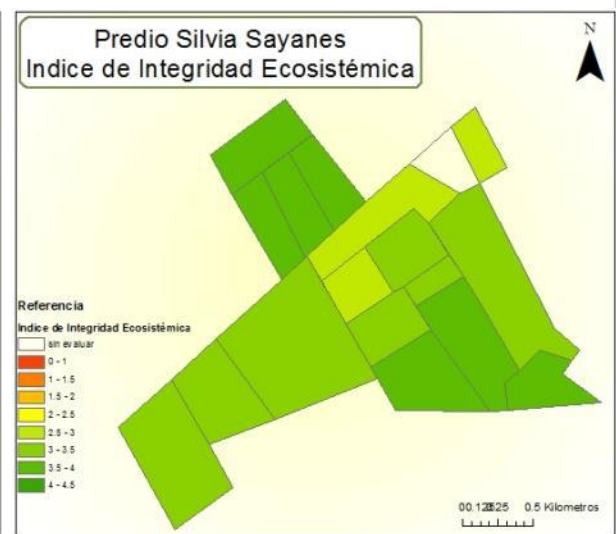 Predio Silvia Sayanes
Indice de Integridad Ecosistémica
N
Referencia
Indice de Integridad Ecosistémica
sin evaluar
0 - 1
1 - 1.5
1.5 - 2
2 - 2.5
2.5 - 3
3 - 3.5
3.5 - 4
4 - 4.5
0.5 Kilometros